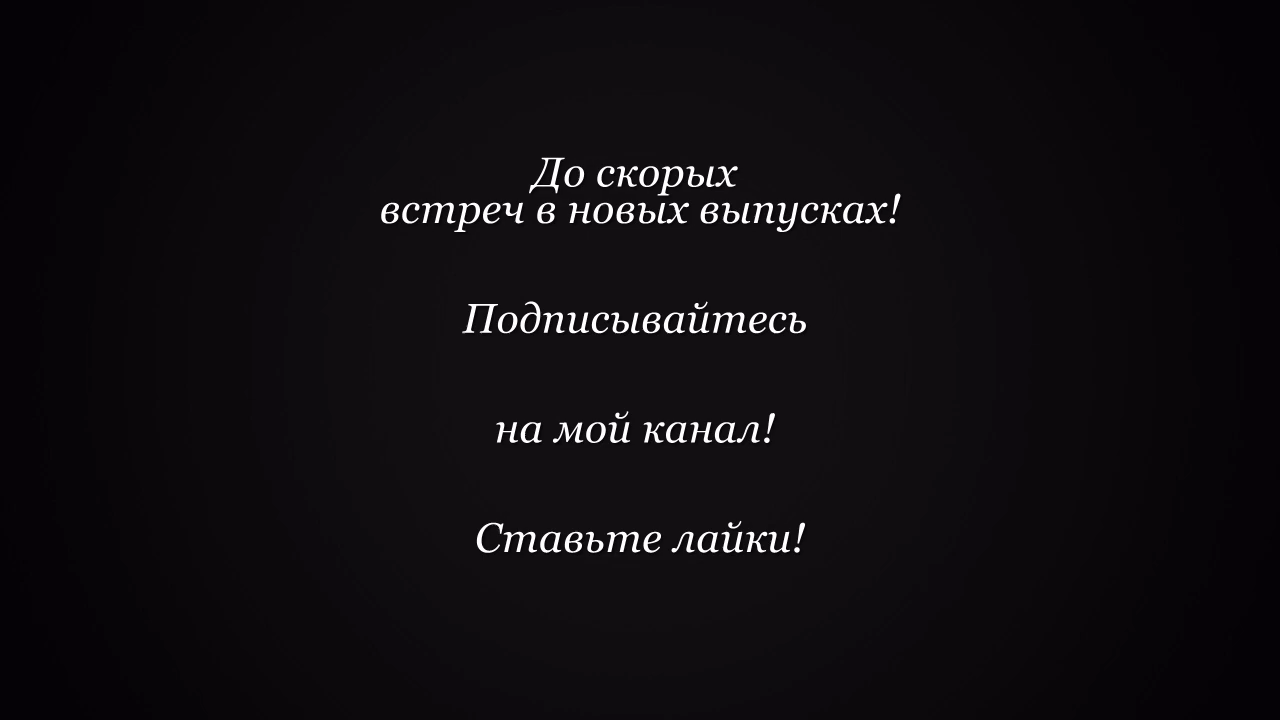 До скорых
встреч в новых выпусках!
Подписывайтесь
на мой канал!
Ставьте лайки!